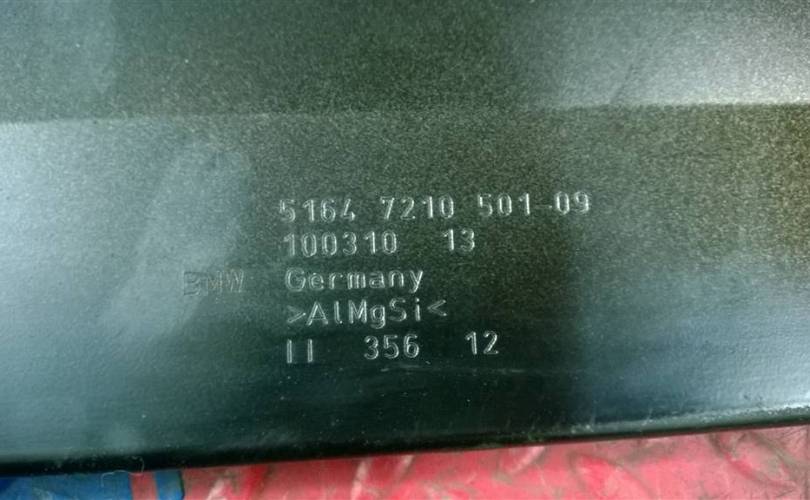 5164 7210 501-09
100310 13
BMW Germany
>AlMgSi<
II 356 12